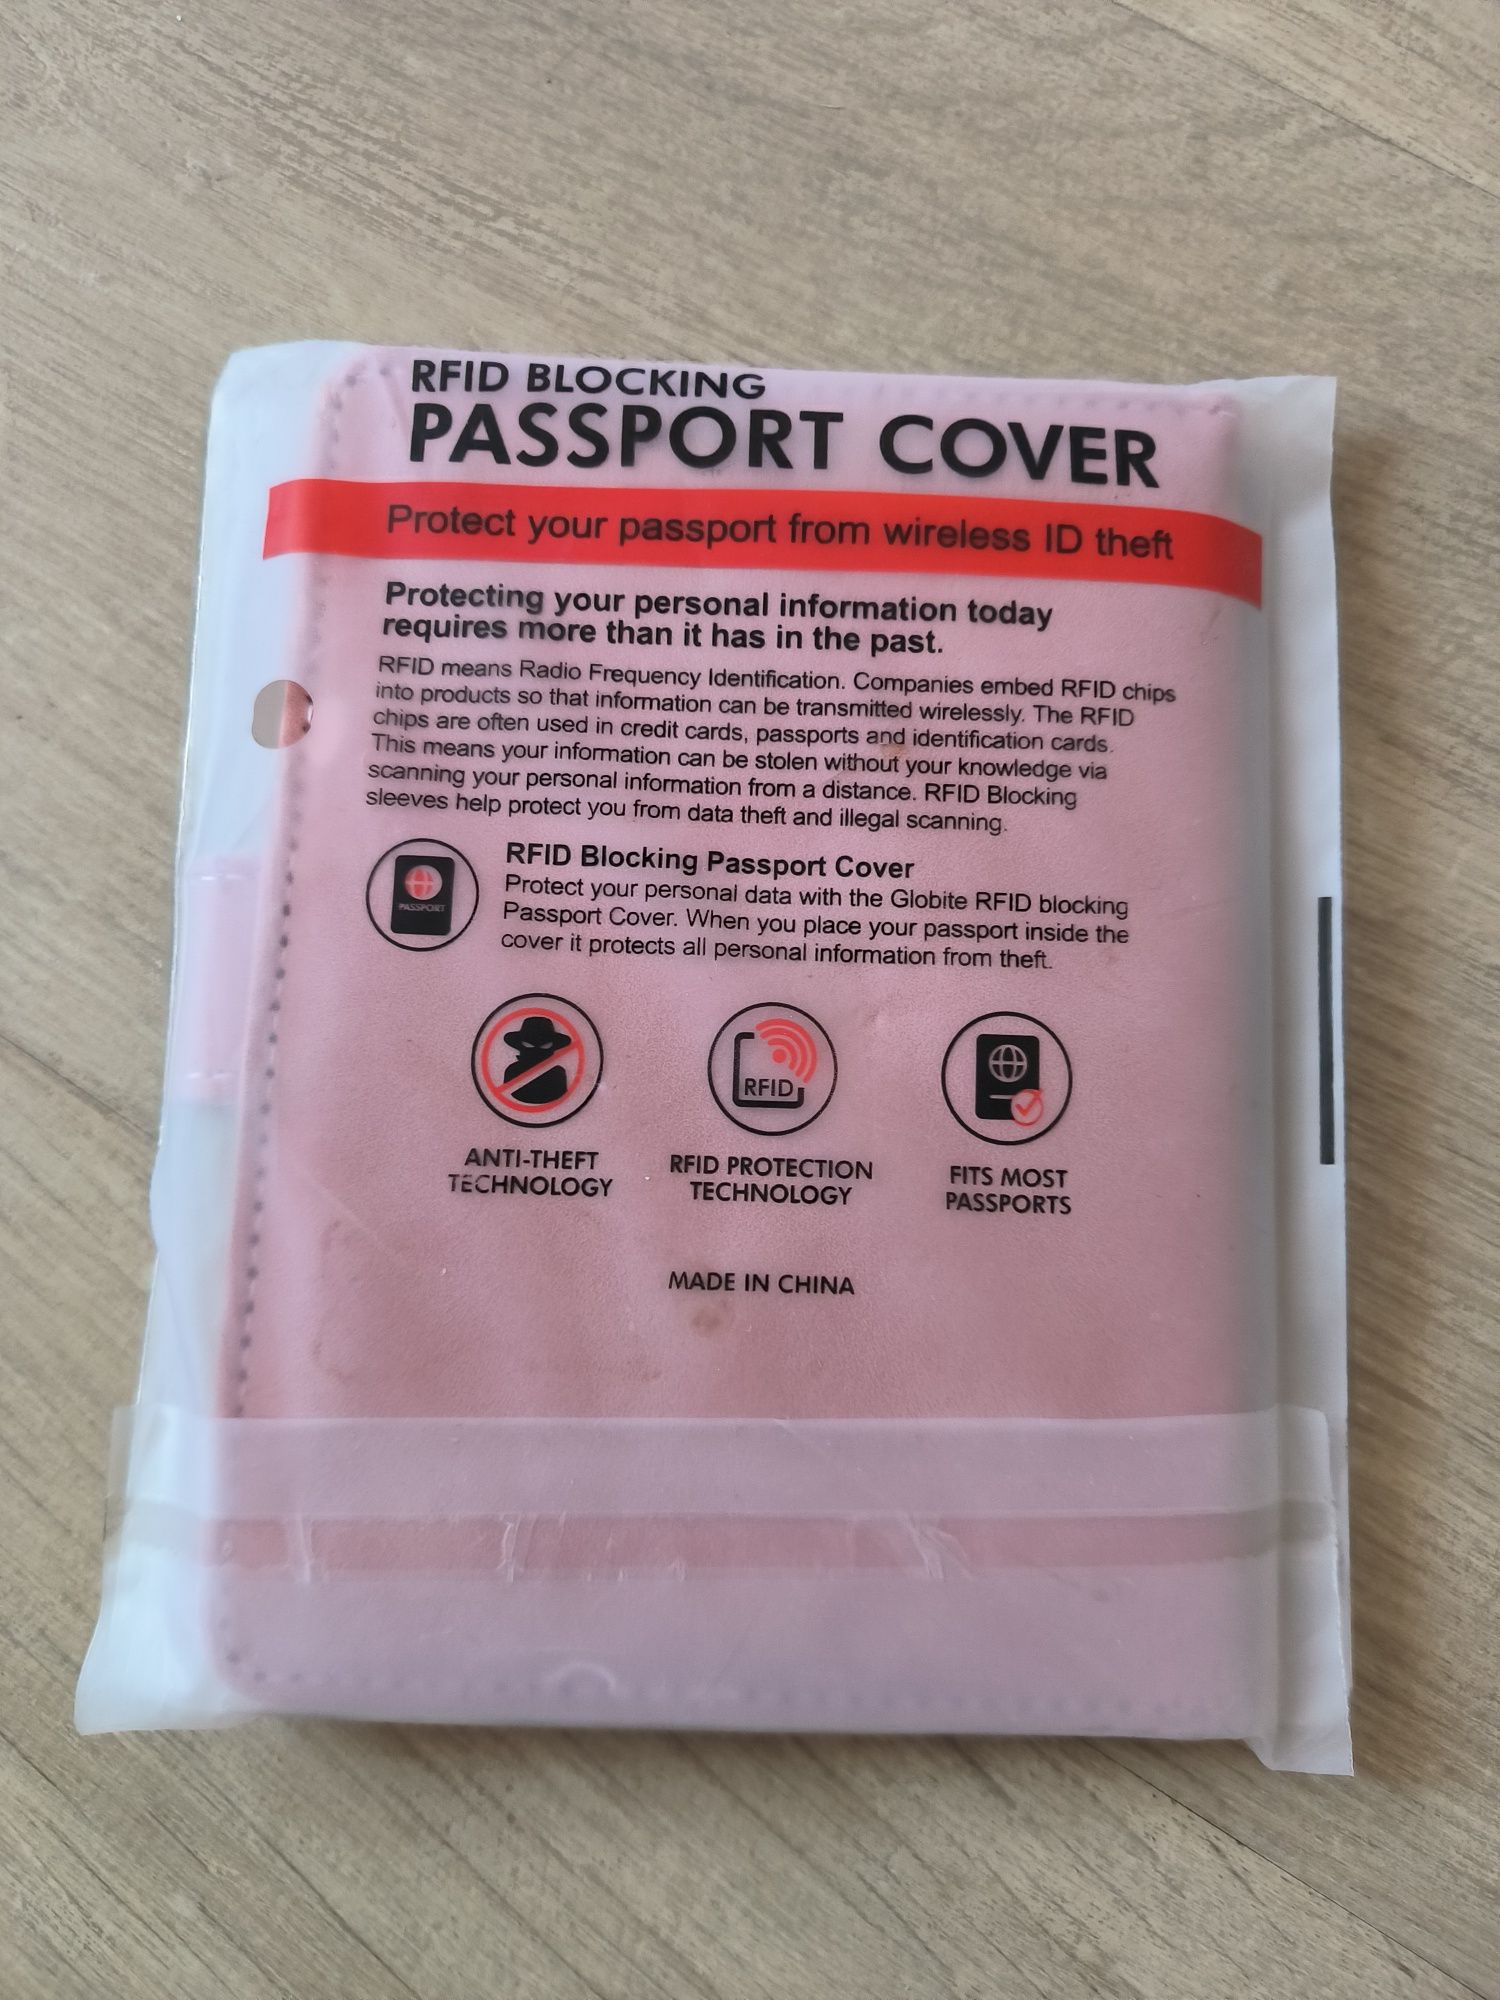 RFID BLOCKING
PASSPORT COVER
Protect your passport from wireless ID theft
Protecting your personal information today
requires more than it has in the past.
RFID means Radio Frequency Identification. Companies embed RFID chips
into products so that information can be transmitted wirelessly. The RFID
chips are often used in credit cards, passports and identification cards.
This means your information can be stolen without your knowledge via
scanning your personal information from a distance. RFID Blocking
sleeves help protect you from data theft and illegal scanning.
PASSPORT
RFID Blocking Passport Cover
Protect your personal data with the Globite RFID blocking
Passport Cover. When you place your passport inside the
cover it protects all personal information from theft.
RFID
ANTI-THEFT
TECHNOLOGY
RFID PROTECTION
TECHNOLOGY
FITS MOST
PASSPORTS
MADE IN CHINA